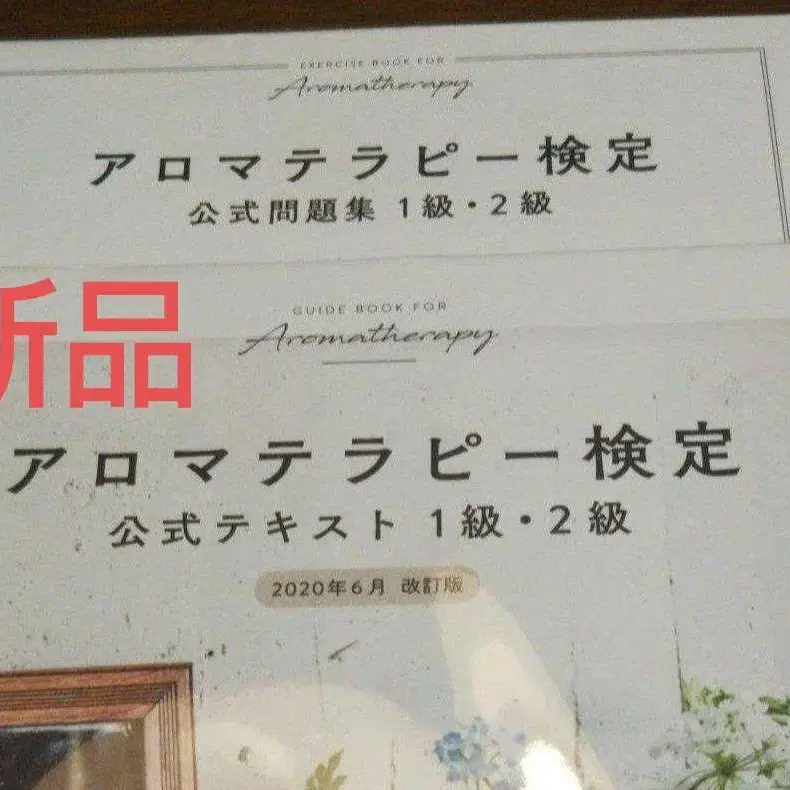 EXERCISE BOOK FOR
Aromatherapy
アロマテラピー検定
公式問題集 1級・2級
新品
GUIDE BOOK FOR
Aromatherapy
アロマテラピー検定
公式テキスト 1級・2級
2020年6月 改訂版